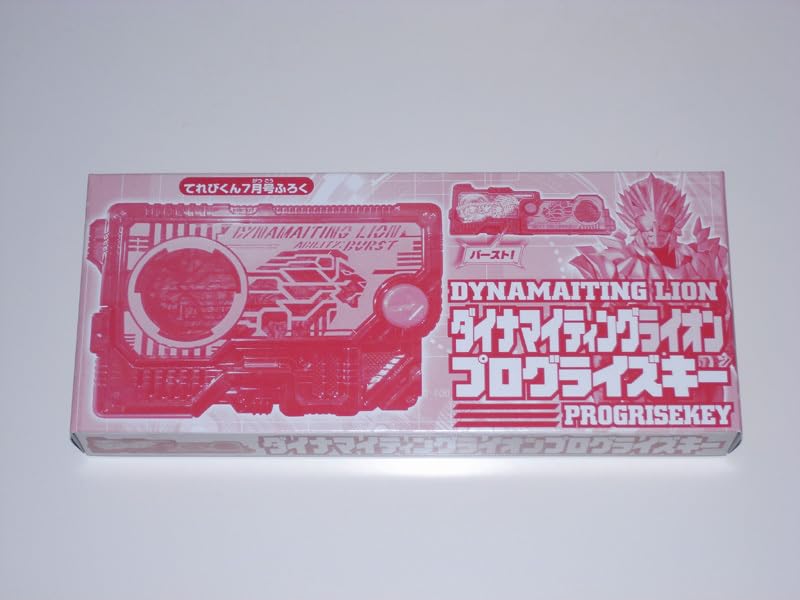 てれびくん7月号ふろく
DYNAMAITING LION
ABILITY:BURST
バースト!
DYNAMAITING LION
ダイナマイティングライオン
プログライズキー
PROGRISEKEY
ダイナマイティングライオンプログライズキー